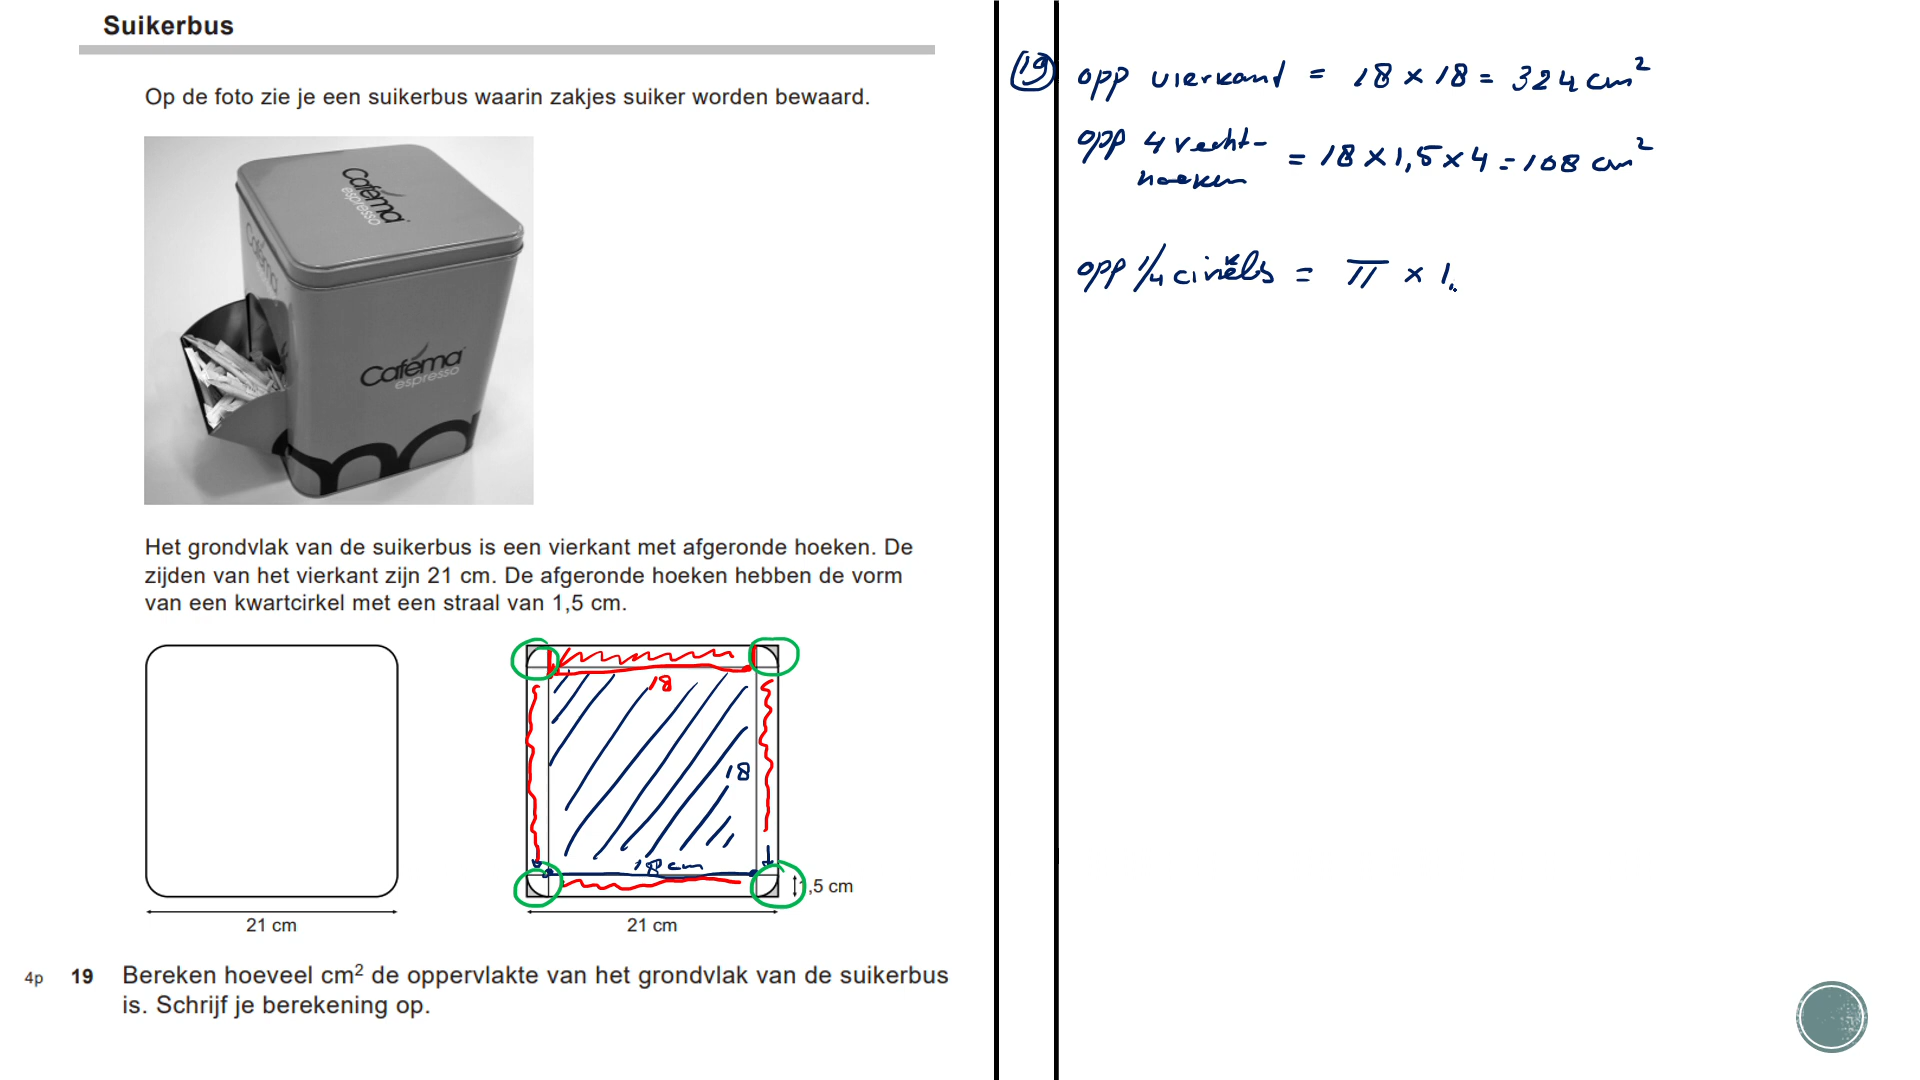 Suikerbus
Op de foto zie je een suikerbus waarin zakjes suiker worden bewaard.
Caféma
espresso
Caféma
espresso
Het grondvlak van de suikerbus is een vierkant met afgeronde hoeken. De
zijden van het vierkant zijn 21 cm. De afgeronde hoeken hebben de vorm
van een kwartcirkel met een straal van 1,5 cm.
18
18
18 cm
,5 cm
21 cm
21 cm
4p 19 Bereken hoeveel cm² de oppervlakte van het grondvlak van de suikerbus
is. Schrijf je berekening op.
19 opp vierkant = 18 × 18 = 324 cm²
opp 4 recht-
hoeken = 18 × 1,5 × 4 = 108 cm²
opp 1/4 cirkels = π × 1.